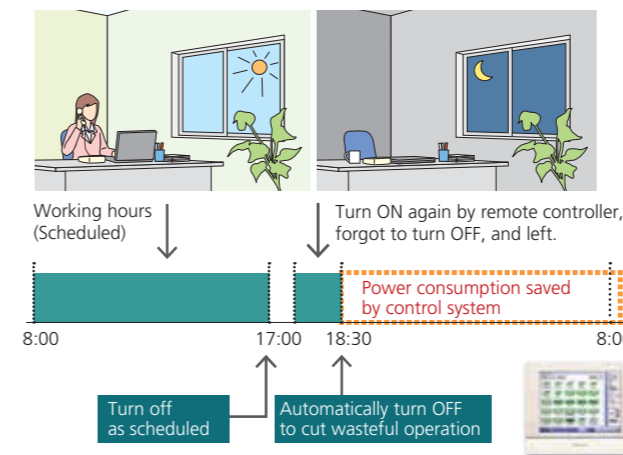 Working hours
(Scheduled)
Turn ON again by remote controller,
forgot to turn OFF, and left.
Power consumption saved
by control system
8:00
17:00
18:30
8:0
Turn off
as scheduled
Automatically turn OFF
to cut wasteful operation